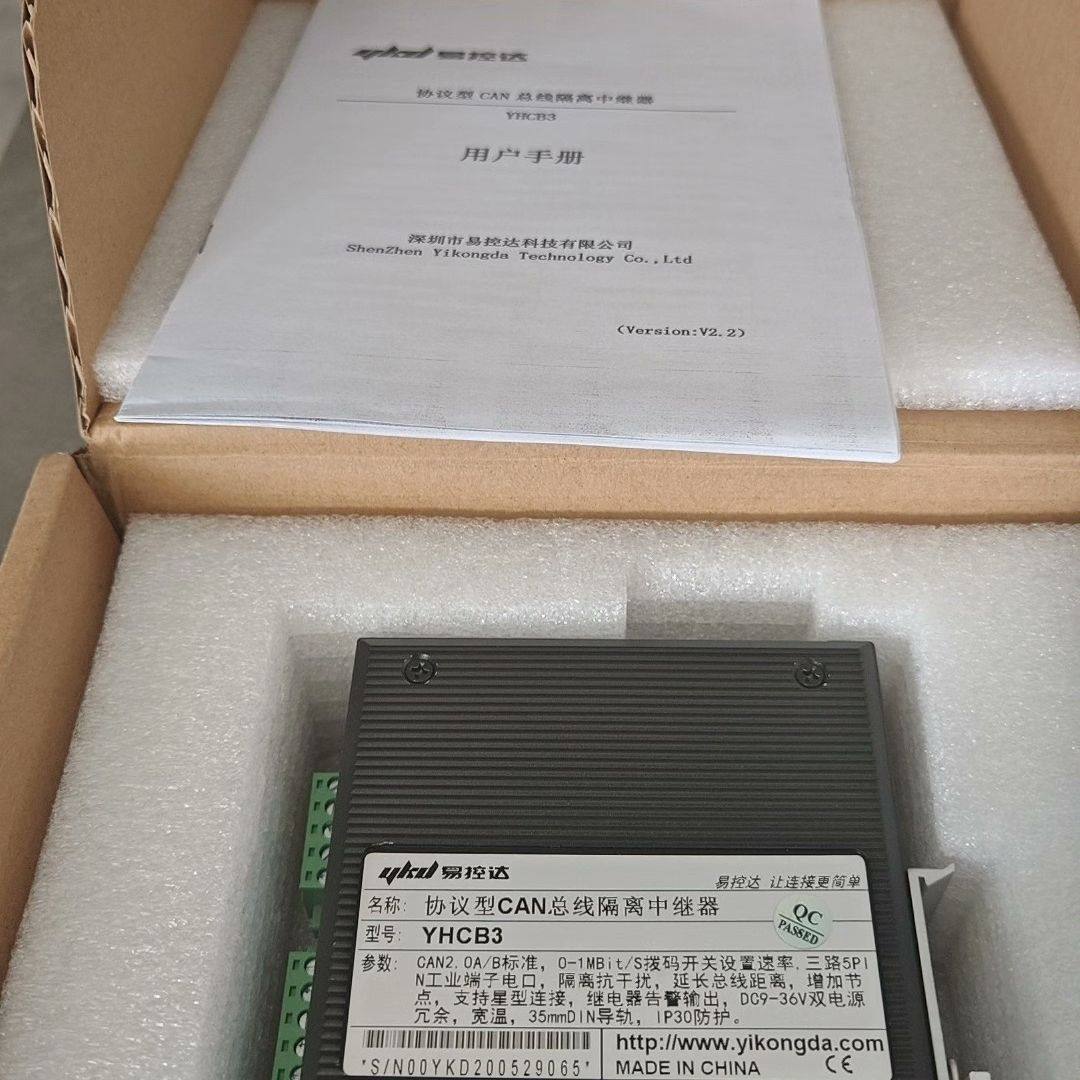 ykd 易控达
协议型 CAN 总线隔离中继器
YHCB3
用户手册
深圳市易控达科技有限公司
ShenZhen Yikongda Technology Co.,Ltd
(Version:V2.2)
ykd 易控达
易控达 让连接更简单
名称: 协议型CAN总线隔离中继器
QC
PASSED
型号: YHCB3
参数: CAN2.0A/B标准, 0-1MBit/S拨码开关设置速率.三路5PI
N工业端子电口, 隔离抗干扰, 延长总线距离, 增加节
点, 支持星型连接, 继电器告警输出, DC9-36V双电源
冗余, 宽温, 35mmDIN导轨, IP30防护。
http://www.yikongda.com
*S/N00YKD200529065*
MADE IN CHINA CE